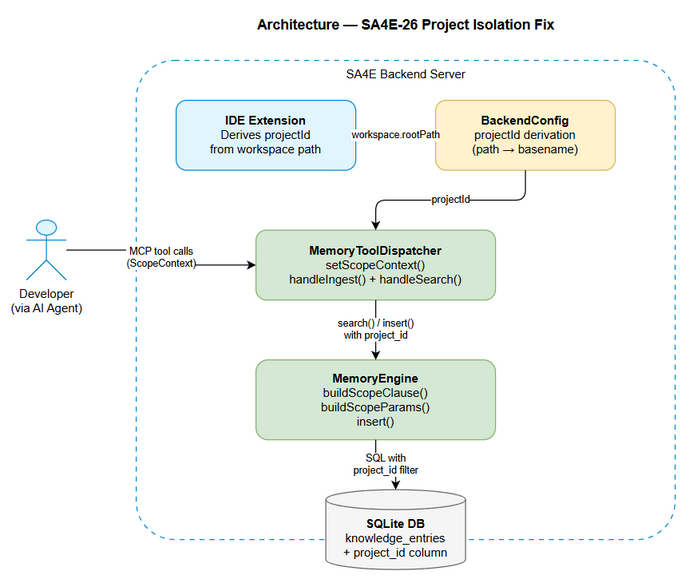 Architecture — SA4E-26 Project Isolation Fix
SA4E Backend Server
IDE Extension
Derives projectId
from workspace path
workspace.rootPath
BackendConfig
projectId derivation
(path → basename)
projectId
MCP tool calls
(ScopeContext)
Developer
(via AI Agent)
MemoryToolDispatcher
setScopeContext()
handleIngest() + handleSearch()
search() / insert()
with project_id
MemoryEngine
buildScopeClause()
buildScopeParams()
insert()
SQL with
project_id filter
SQLite DB
knowledge_entries
+ project_id column